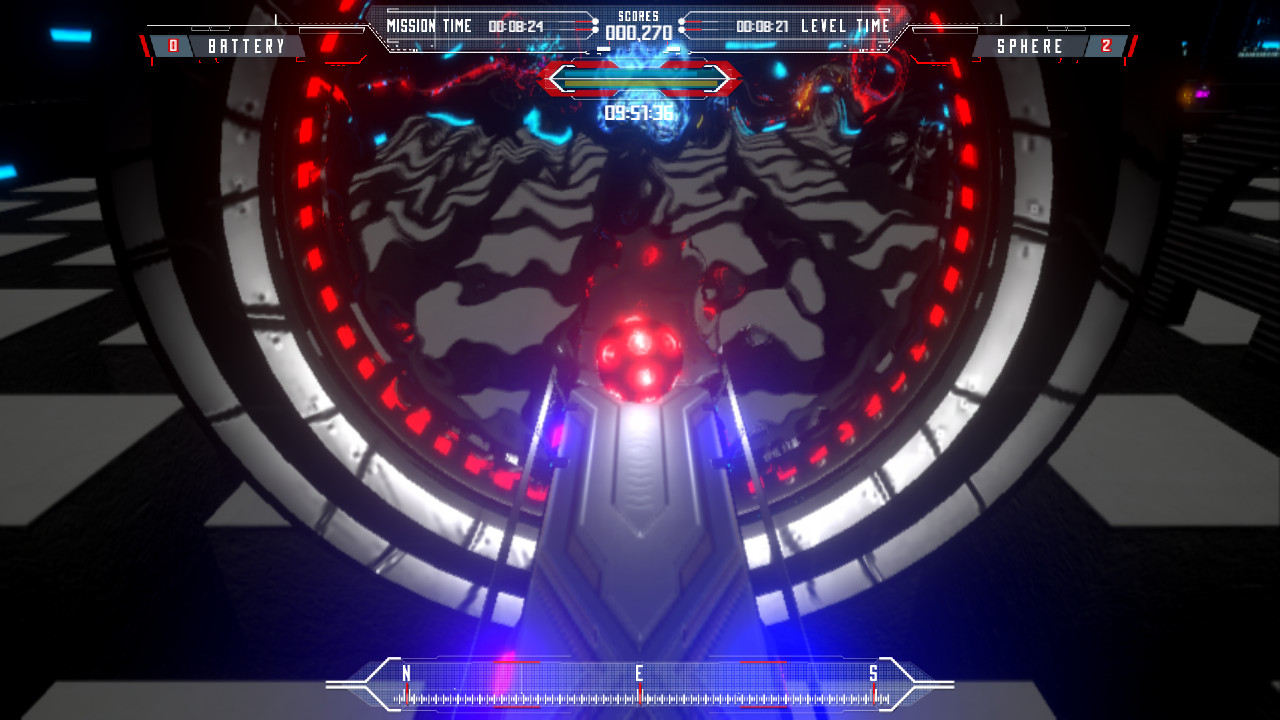 MISSION TIME 00:08:24 SCORES 00:08:21 LEVEL TIME
000,270
0 BATTERY SPHERE 2
09:51:36
N E S